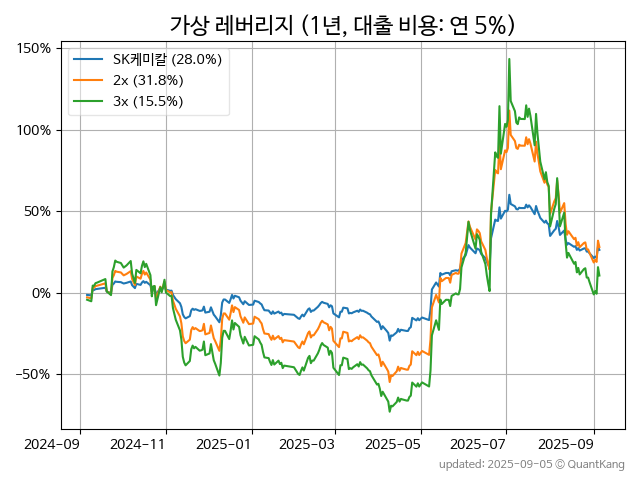 가상 레버리지 (1년, 대출 비용: 연 5%)
150%
100%
50%
0%
−50%
SK케미칼 (28.0%)
2x (31.8%)
3x (15.5%)
2024-09
2024-11
2025-01
2025-03
2025-05
2025-07
2025-09
updated: 2025-09-05 © QuantKang